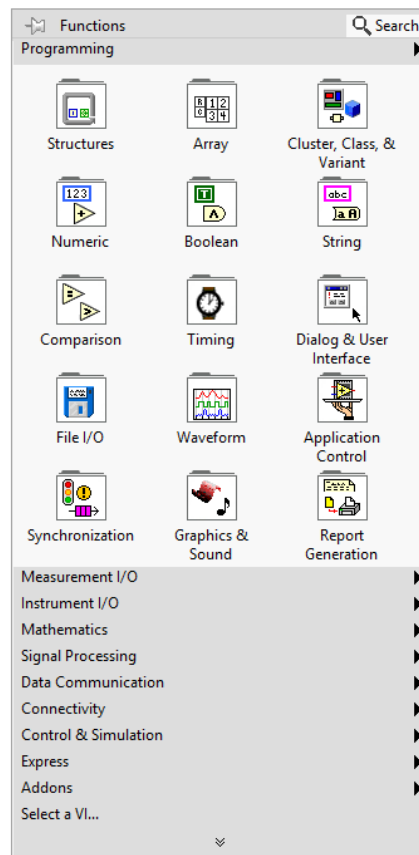 Functions
Search
Programming
Structures
Array
Cluster, Class, &
Variant
123
Numeric
Boolean
abc
String
Comparison
Timing
Dialog & User
Interface
File I/O
Waveform
Application
Control
Synchronization
Graphics &
Sound
Report
Generation
Measurement I/O
Instrument I/O
Mathematics
Signal Processing
Data Communication
Connectivity
Control & Simulation
Express
Addons
Select a VI...